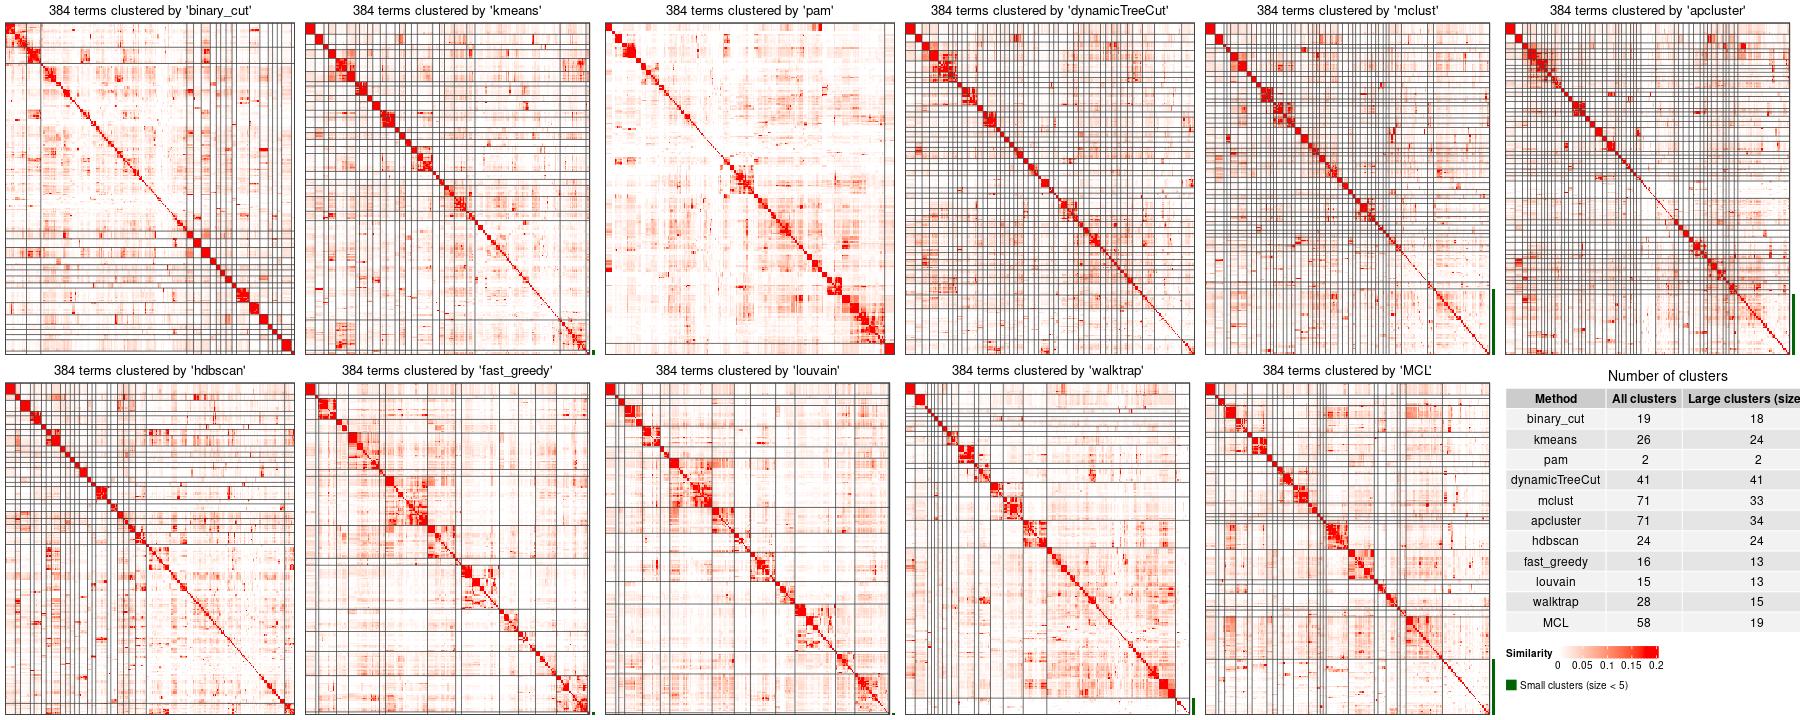 384 terms clustered by 'binary_cut'
384 terms clustered by 'kmeans'
384 terms clustered by 'pam'
384 terms clustered by 'dynamicTreeCut'
384 terms clustered by 'mclust'
384 terms clustered by 'apcluster'
384 terms clustered by 'hdbscan'
384 terms clustered by 'fast_greedy'
384 terms clustered by 'louvain'
384 terms clustered by 'walktrap'
384 terms clustered by 'MCL'
Number of clusters
Method All clusters Large clusters (size
binary_cut 19 18
kmeans 26 24
pam 2 2
dynamicTreeCut 41 41
mclust 71 33
apcluster 71 34
hdbscan 24 24
fast_greedy 16 13
louvain 15 13
walktrap 28 15
MCL 58 19
Similarity
0 0.05 0.1 0.15 0.2
Small clusters (size < 5)